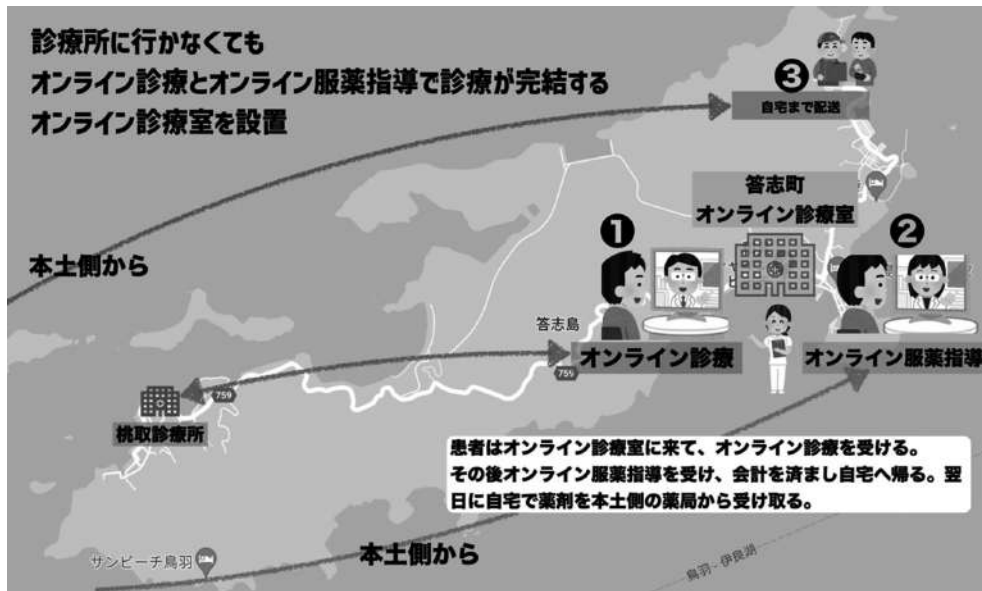 診療所に行かなくても
オンライン診療とオンライン服薬指導で診療が完結する
オンライン診療室を設置
❸
自宅まで配送
答志町
オンライン診療室
❶
❷
本土側から
答志島
オンライン診療
オンライン服薬指導
759
759
桃取診療所
患者はオンライン診療室に来て、オンライン診療を受ける。
その後オンライン服薬指導を受け、会計を済まし自宅へ帰る。翌
日に自宅で薬剤を本土側の薬局から受け取る。
本土側から
サンビーチ鳥羽
鳥羽－伊良湖